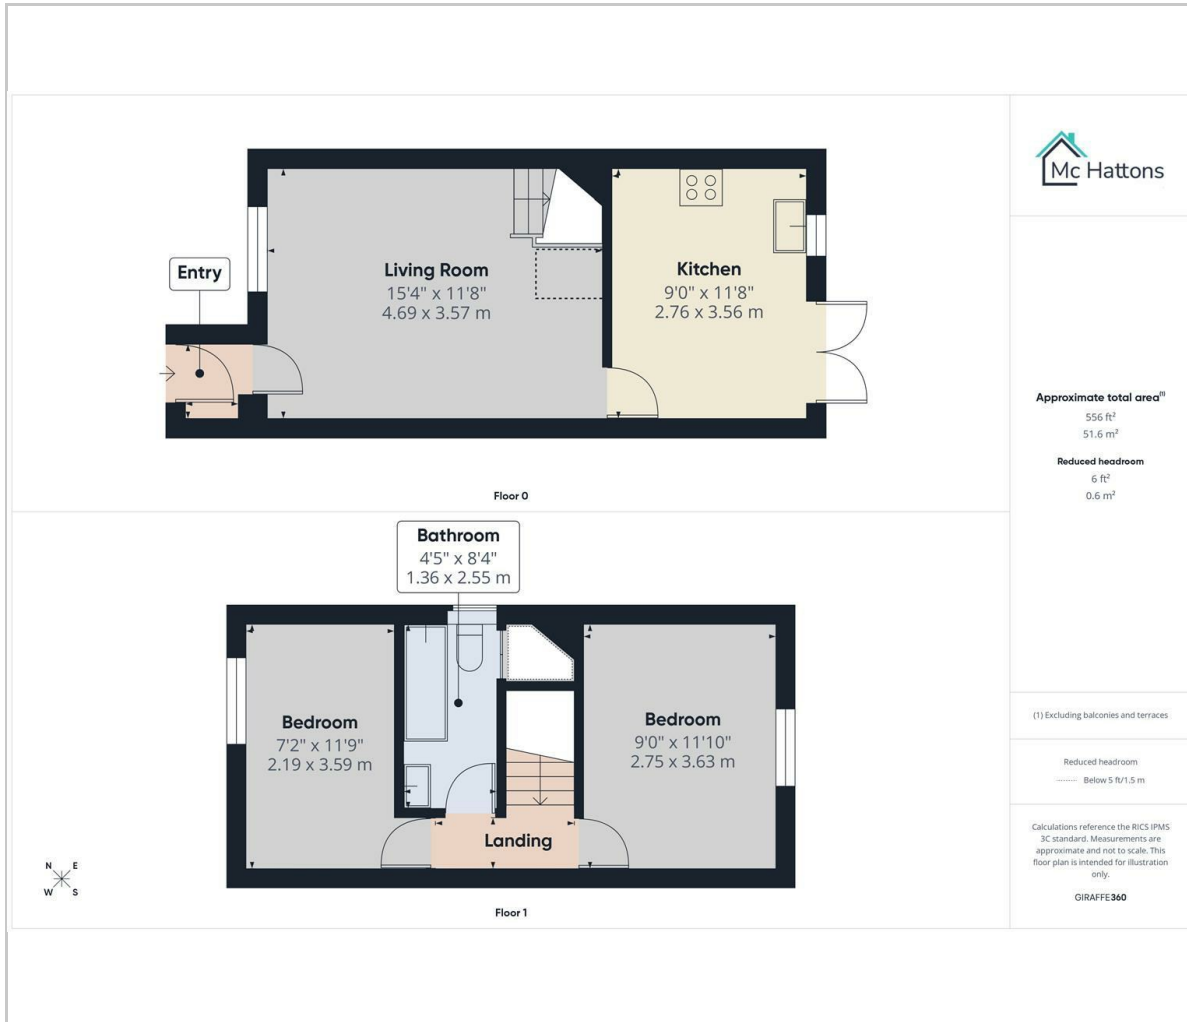 Entry
Living Room
15'4" x 11'8"
4.69 x 3.57 m
Kitchen
9'0" x 11'8"
2.76 x 3.56 m
Floor 0
Bathroom
4'5" x 8'4"
1.36 x 2.55 m
Bedroom
7'2" x 11'9"
2.19 x 3.59 m
Bedroom
9'0" x 11'10"
2.75 x 3.63 m
Landing
N E
W S
Floor 1
Mc Hattons
Approximate total area(1)
556 ft²
51.6 m²
Reduced headroom
6 ft²
0.6 m²
(1) Excluding balconies and terraces
Reduced headroom
Below 5 ft/1.5 m
Calculations reference the RICS IPMS
3C standard. Measurements are
approximate and not to scale. This
floor plan is intended for illustration
only.
GIRAFFE360